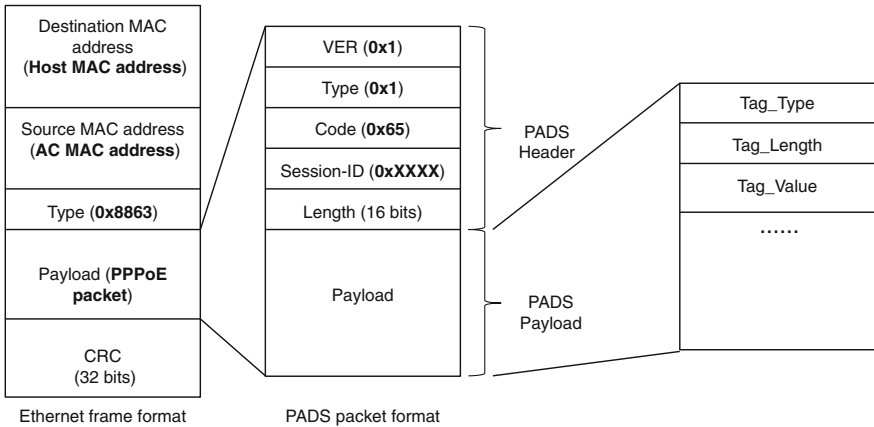 Destination MAC
address
(Host MAC address)
Source MAC address
(AC MAC address)
Type (0x8863)
Payload (PPPoE
packet)
CRC
(32 bits)
Ethernet frame format
VER (0x1)
Type (0x1)
Code (0x65)
Session-ID (0xXXXX)
Length (16 bits)
Payload
PADS packet format
PADS
Header
PADS
Payload
Tag_Type
Tag_Length
Tag_Value
......